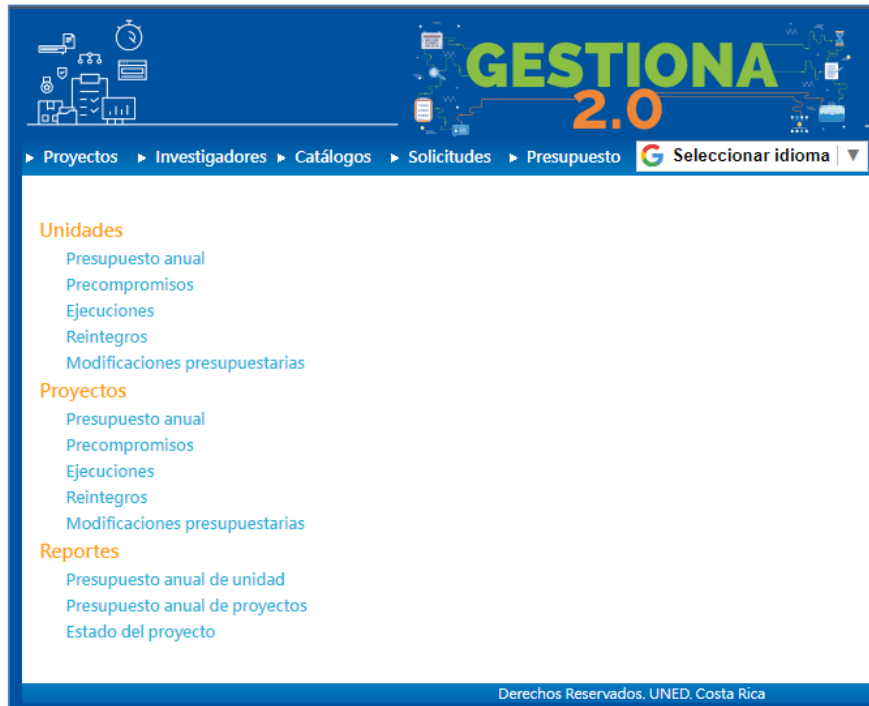 GESTIONA
2.0
Proyectos Investigadores Catálogos Solicitudes Presupuesto G Seleccionar idioma ▼
Unidades
Presupuesto anual
Precompromisos
Ejecuciones
Reintegros
Modificaciones presupuestarias
Proyectos
Presupuesto anual
Precompromisos
Ejecuciones
Reintegros
Modificaciones presupuestarias
Reportes
Presupuesto anual de unidad
Presupuesto anual de proyectos
Estado del proyecto
Derechos Reservados. UNED. Costa Rica